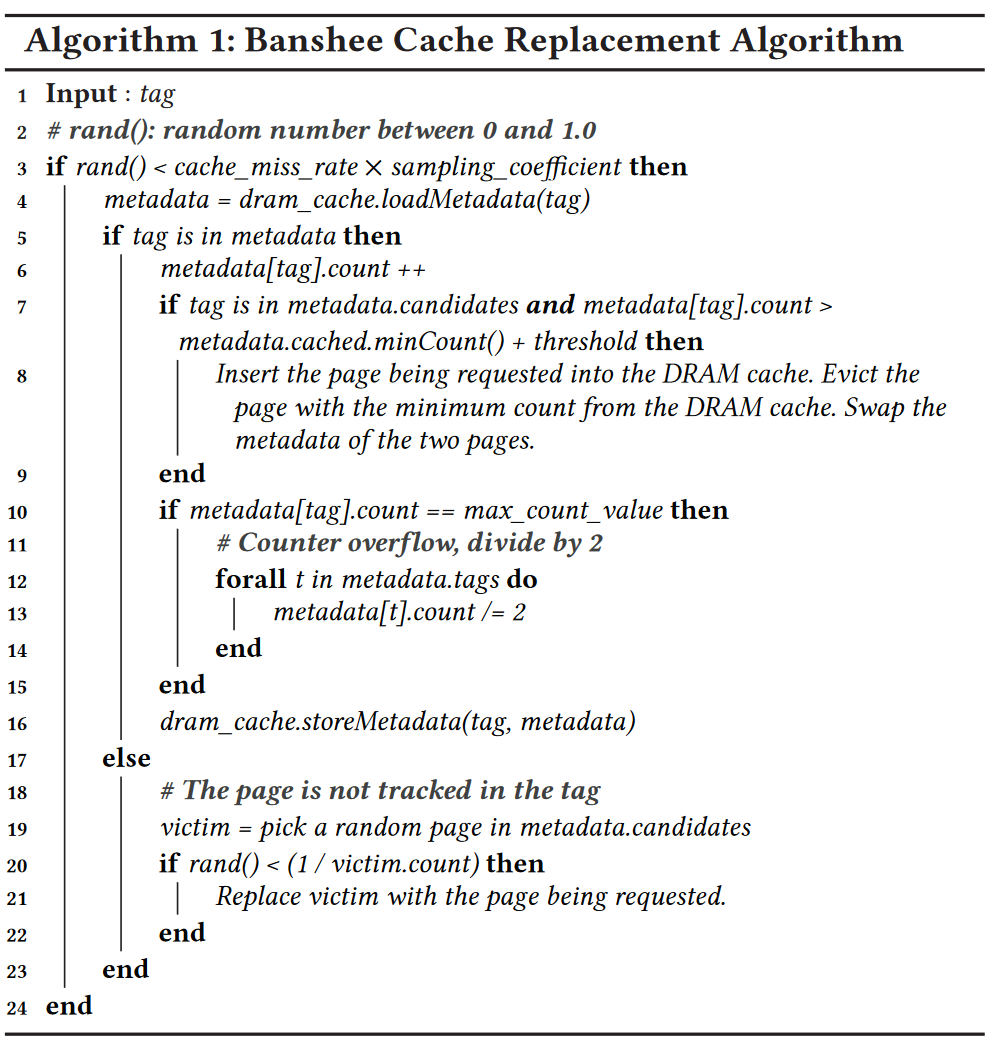 Algorithm 1: Banshee Cache Replacement Algorithm
1 Input : tag
2 # rand(): random number between 0 and 1.0
3 if rand() < cache_miss_rate × sampling_coefficient then
4 metadata = dram_cache.loadMetadata(tag)
5 if tag is in metadata then
6 metadata[tag].count ++
7 if tag is in metadata.candidates and metadata[tag].count >
metadata.cached.minCount() + threshold then
8 Insert the page being requested into the DRAM cache. Evict the
page with the minimum count from the DRAM cache. Swap the
metadata of the two pages.
9 end
10 if metadata[tag].count == max_count_value then
11 # Counter overflow, divide by 2
12 forall t in metadata.tags do
13 metadata[t].count /= 2
14 end
15 end
16 dram_cache.storeMetadata(tag, metadata)
17 else
18 # The page is not tracked in the tag
19 victim = pick a random page in metadata.candidates
20 if rand() < (1 / victim.count) then
21 Replace victim with the page being requested.
22 end
23 end
24 end